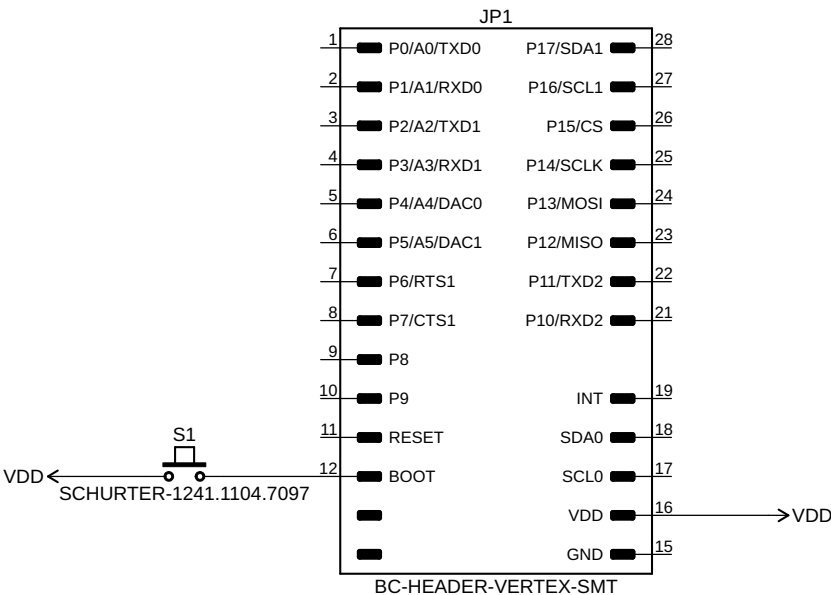 JP1
1 P0/A0/TXD0 P17/SDA1 28
2 P1/A1/RXD0 P16/SCL1 27
3 P2/A2/TXD1 P15/CS 26
4 P3/A3/RXD1 P14/SCLK 25
5 P4/A4/DAC0 P13/MOSI 24
6 P5/A5/DAC1 P12/MISO 23
7 P6/RTS1 P11/TXD2 22
8 P7/CTS1 P10/RXD2 21
9 P8
10 P9 INT 19
S1
11 RESET SDA0 18
VDD 12 BOOT SCL0 17
SCHURTER-1241.1104.7097
VDD 16 VDD
GND 15
BC-HEADER-VERTEX-SMT